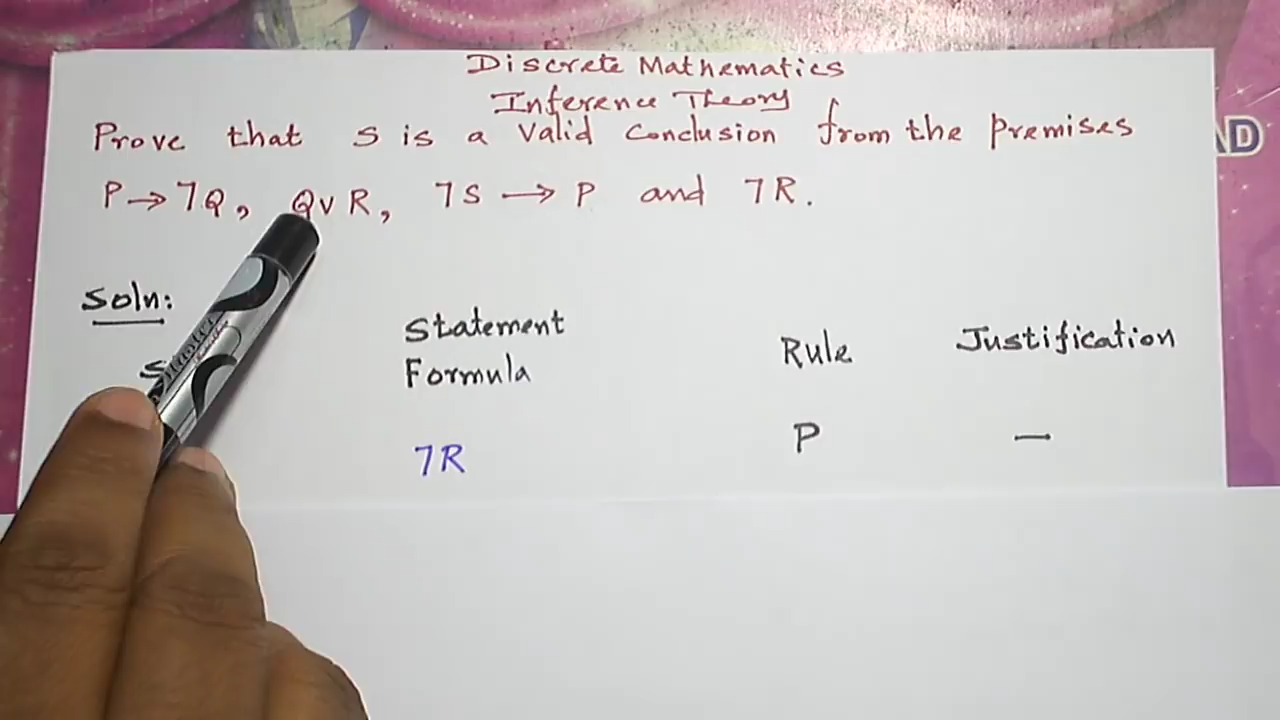 Discrete Mathematics
Inference Theory
Prove that S is a Valid Conclusion from the premises
P → 7Q, Q∨R, 7S → P and 7R.
Soln:
Statement Formula
Rule
Justification
7R
P
—
AD